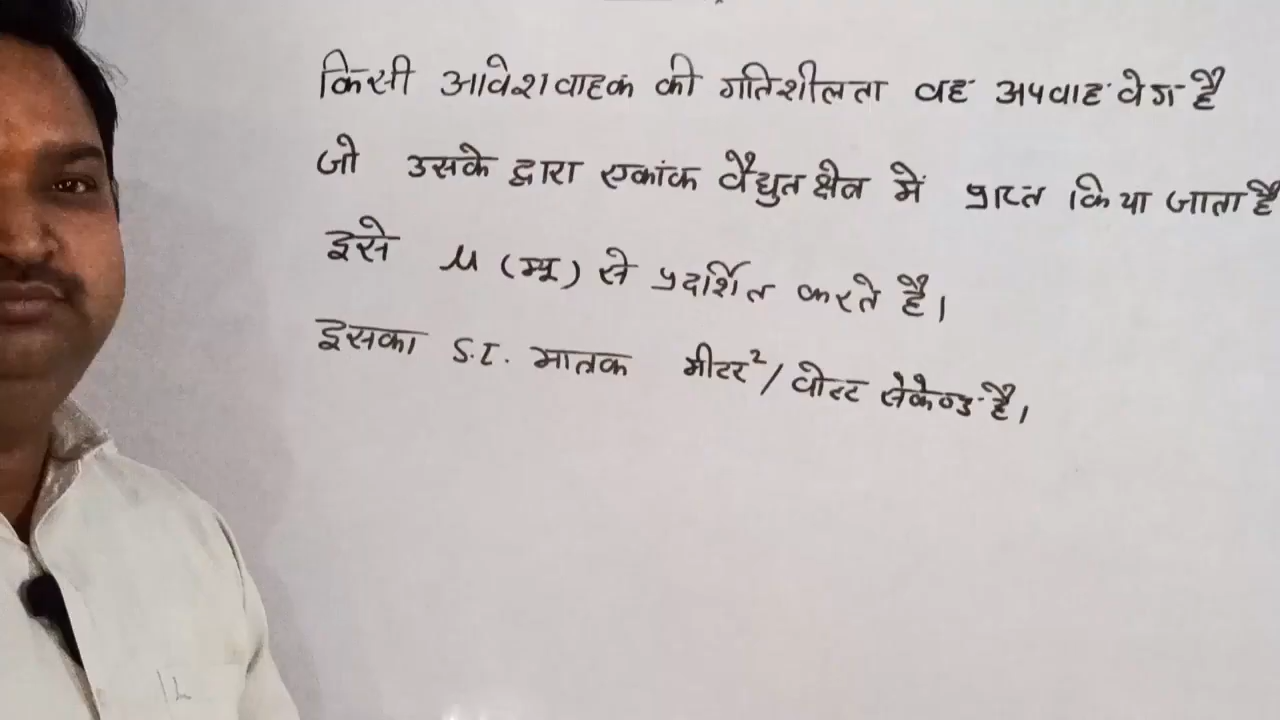 किसी आवेशवाहक की गतिशीलता वह अपवाह वेग है
जो उसके द्वारा एकांक वैद्युत क्षेत्र में प्राप्त किया जाता है
इसे μ (म्यू) से प्रदर्शित करते है।
इसका S.I. मात्रक मीटर²/वोल्ट सेकेण्ड है।